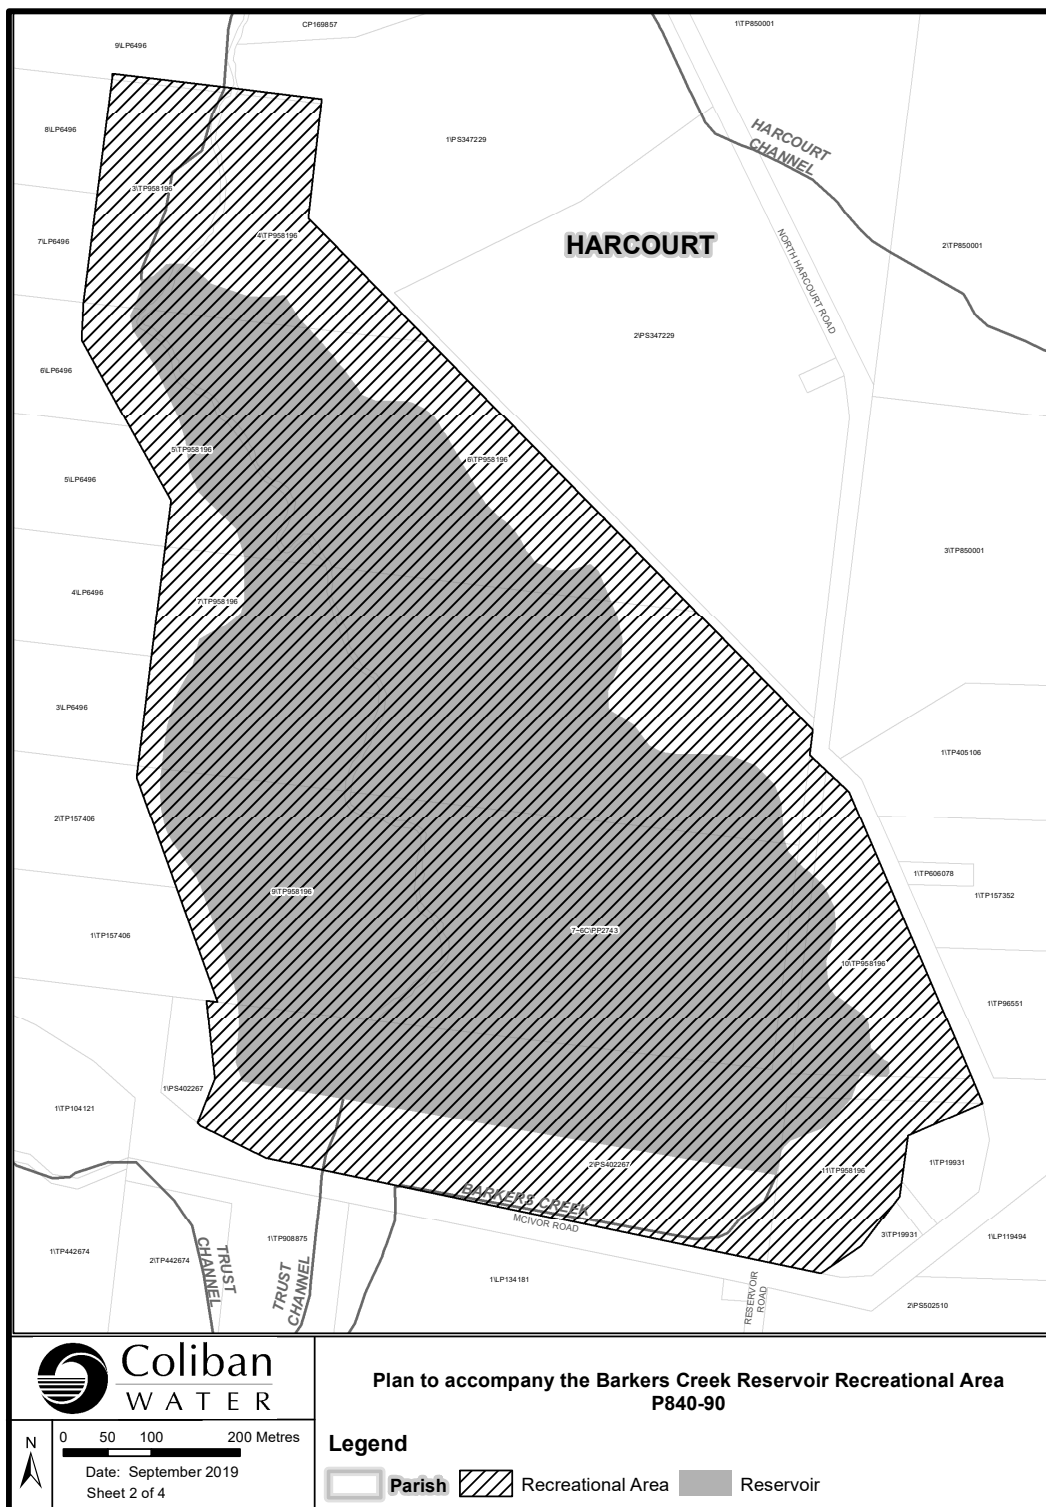 CP169857
1\TP850001
9\LP6496
8\LP6496
1\PS347229
HARCOURT
CHANNEL
3\TP958196
4\TP958196
7\LP6496
HARCOURT
2\TP850001
NORTH HARCOURT ROAD
2\PS347229
6\LP6496
5\TP958196
6\TP958196
5\LP6496
3\TP850001
4\LP6496
7\TP958196
3\LP6496
1\TP405106
2\TP157406
1\TP606078
9\TP958196
1\TP157352
1\TP157406
7~6C\PP2743
10\TP958196
1\TP96551
1\PS402267
1\TP104121
2\PS402267
11\TP958196
1\TP19931
BARKERS CREEK
MCIVOR ROAD
3\TP19931
1\LP119494
1\TP442674
2\TP442674
TRUST
CHANNEL
1\TP908875
TRUST
CHANNEL
1\LP134181
RESERVOIR
ROAD
2\PS502510
Coliban
WATER
Plan to accompany the Barkers Creek Reservoir Recreational Area
P840-90
N
0 50 100 200 Metres
Date: September 2019
Sheet 2 of 4
Legend
Parish Recreational Area Reservoir